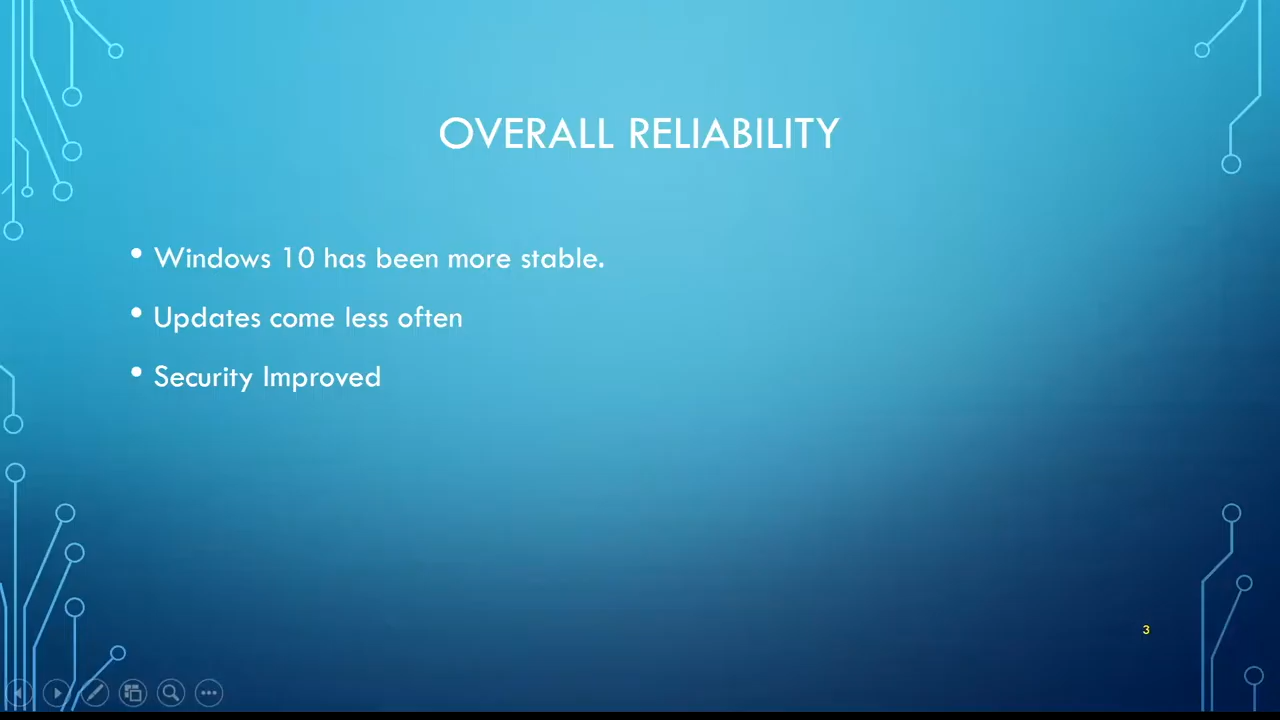 OVERALL RELIABILITY
• Windows 10 has been more stable.
• Updates come less often
• Security Improved
3